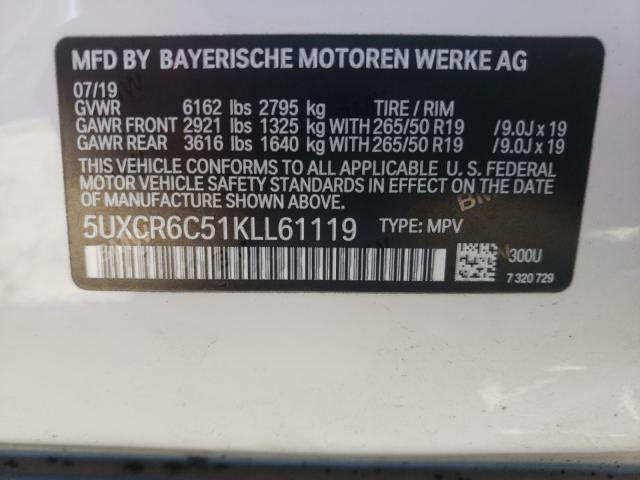 MFD BY BAYERISCHE MOTOREN WERKE AG
07/19
GVWR 6162 lbs 2795 kg TIRE / RIM
GAWR FRONT 2921 lbs 1325 kg WITH 265/50 R19 /9.0J x 19
GAWR REAR 3616 lbs 1640 kg WITH 265/50 R19 /9.0J x 19
THIS VEHICLE CONFORMS TO ALL APPLICABLE U. S. FEDERAL
MOTOR VEHICLE SAFETY STANDARDS IN EFFECT ON THE DATE OF
MANUFACTURE SHOWN ABOVE.
5UXCR6C51KLL61119 TYPE: MPV
300U
7 320 729